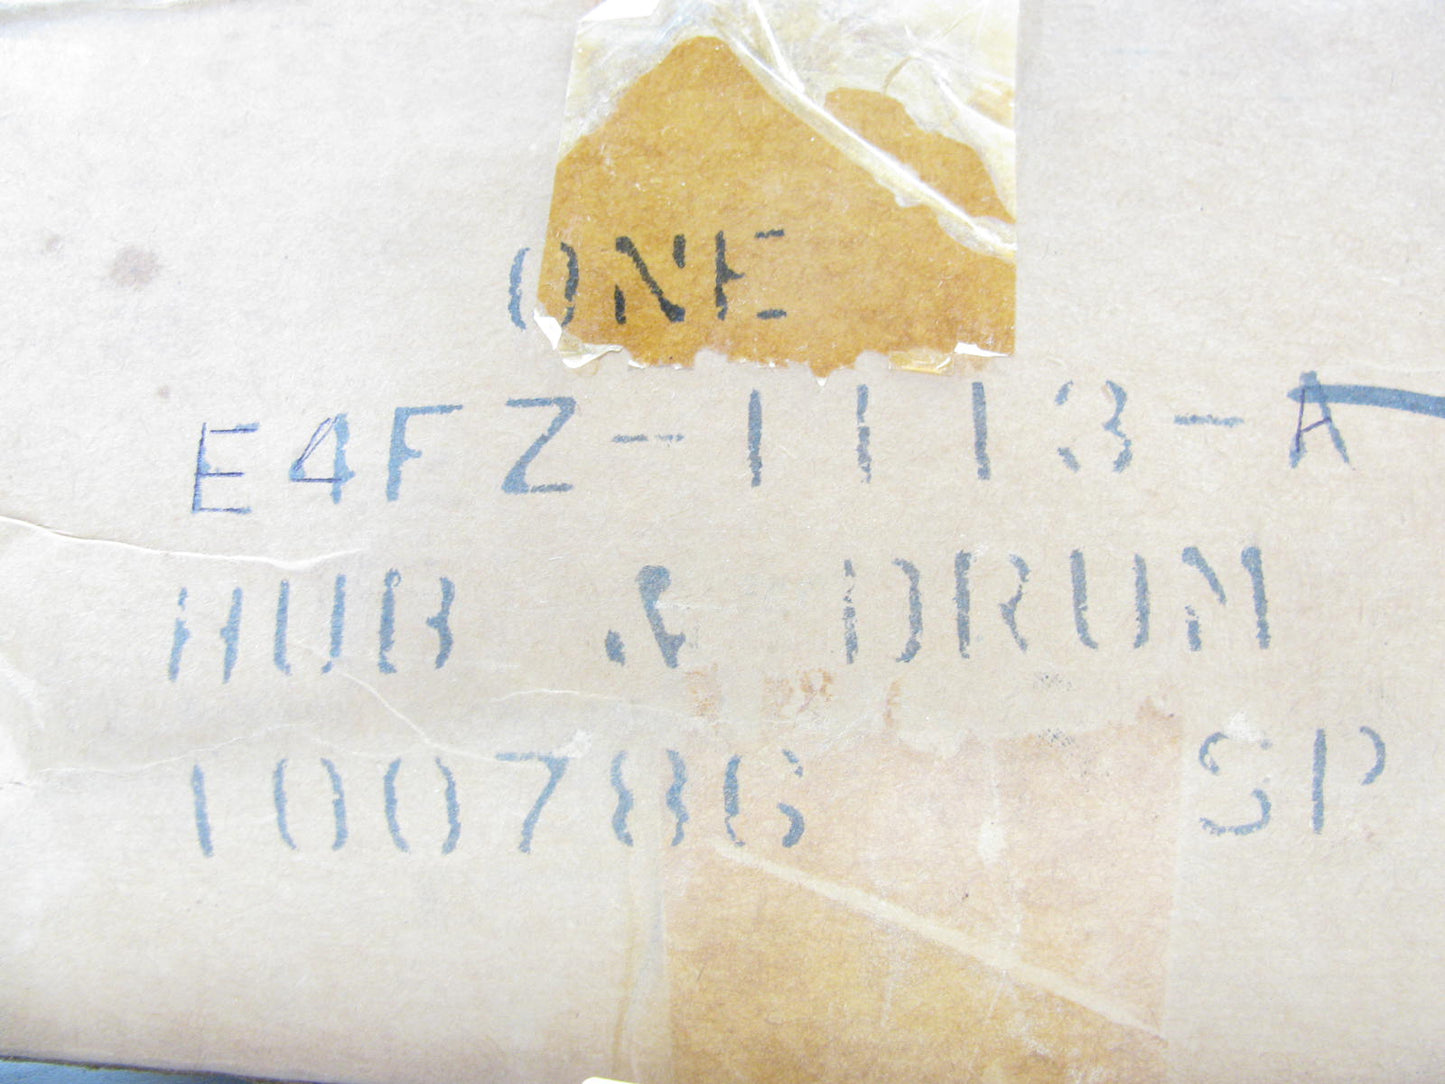 ONE
E4FZ-1113-A
HUB & DRUM
100786 SP